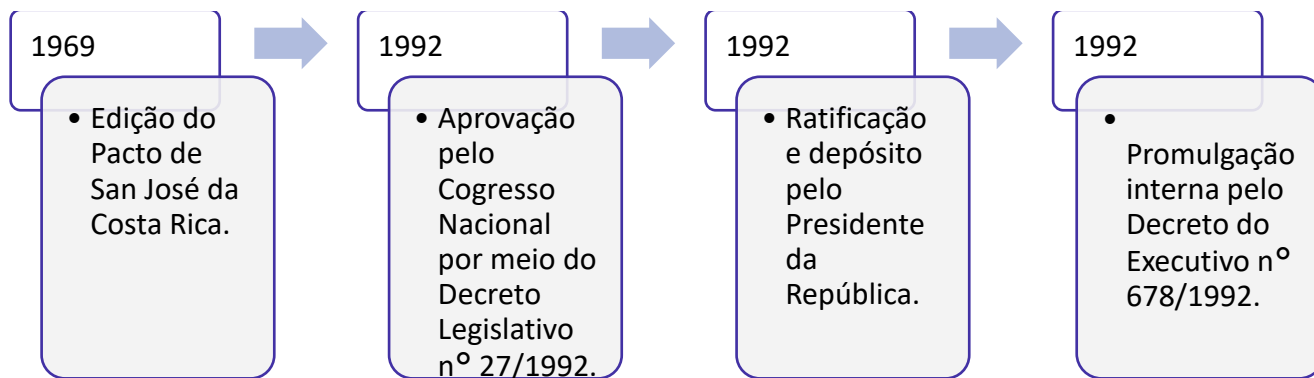 1969
• Edição do
Pacto de
San José da
Costa Rica.
1992
• Aprovação
pelo
Cogresso
Nacional
por meio do
Decreto
Legislativo
nº 27/1992.
1992
• Ratificação
e depósito
pelo
Presidente
da
República.
1992
•
Promulgação
interna pelo
Decreto do
Executivo nº
678/1992.